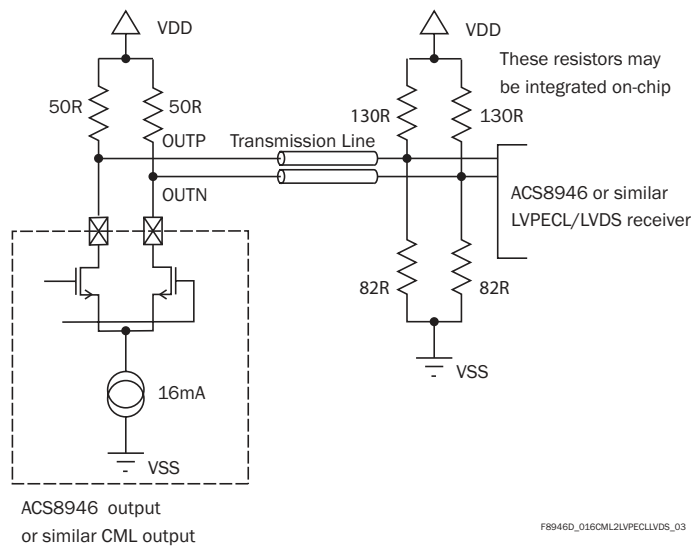 VDD
VDD
These resistors may
be integrated on-chip
50R
50R
130R
130R
OUTP
Transmission Line
OUTN
ACS8946 or similar
LVPECL/LVDS receiver
82R
82R
VSS
16mA
VSS
ACS8946 output
or similar CML output
F8946D_016CML2LVPECLLVDS_03